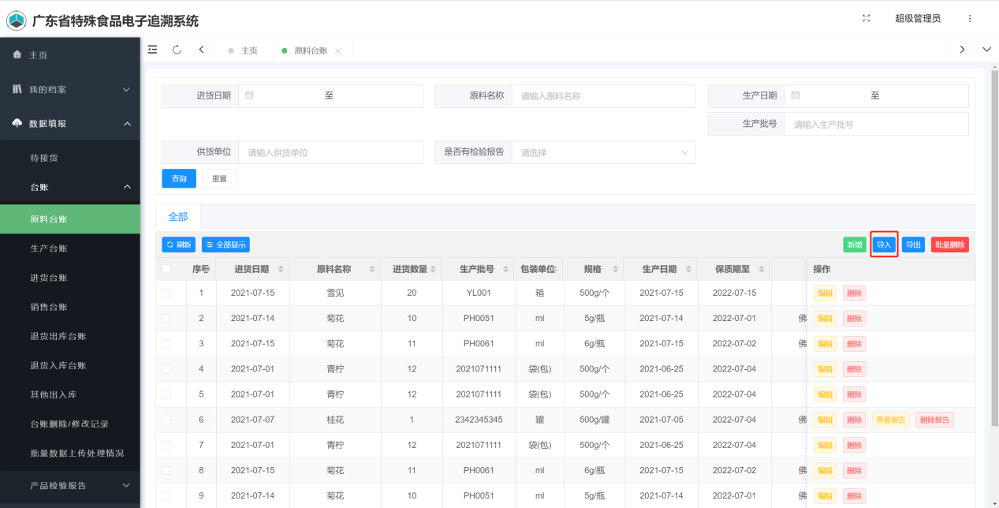 广东省特殊食品电子追溯系统
超级管理员
主页
我的档案
数据填报
待接货
台账
原料台账
生产台账
进货台账
销售台账
退货出库台账
退货入库台账
其他出入库
台账删除/修改记录
批量数据上传处理情况
产品检验报告
主页 原料台账
进货日期 至 原料名称 请输入原料名称 生产日期 至
生产批号 请输入生产批号
供货单位 请输入供货单位 是否有检验报告 请选择
查询 重置
全部
刷新 全部显示 新增 导入 导出 批量删除
序号 进货日期 原料名称 进货数量 生产批号 包装单位 规格 生产日期 保质期至 操作
1 2021-07-15 雪见 20 YL001 箱 500g/个 2021-07-15 2022-07-15 编辑 删除
2 2021-07-14 菊花 10 PH0051 ml 5g/瓶 2021-07-14 2022-07-01 佛 编辑 删除
3 2021-07-15 菊花 11 PH0061 ml 6g/瓶 2021-07-15 2022-07-02 佛 编辑 删除
4 2021-07-01 青柠 12 2021071111 袋(包) 500g/个 2021-06-25 2022-07-04 编辑 删除
5 2021-07-01 青柠 12 2021071111 袋(包) 500g/个 2021-06-25 2022-07-04 编辑 删除
6 2021-07-07 桂花 1 2342345345 罐 500g/罐 2021-07-05 2022-07-04 佛 编辑 删除 查看报告 删除报告
7 2021-07-01 青柠 12 2021071111 袋(包) 500g/个 2021-06-25 2022-07-04 编辑 删除
8 2021-07-15 菊花 11 PH0061 ml 6g/瓶 2021-07-15 2022-07-02 佛 编辑 删除
9 2021-07-14 菊花 10 PH0051 ml 5g/瓶 2021-07-14 2022-07-01 佛 编辑 删除